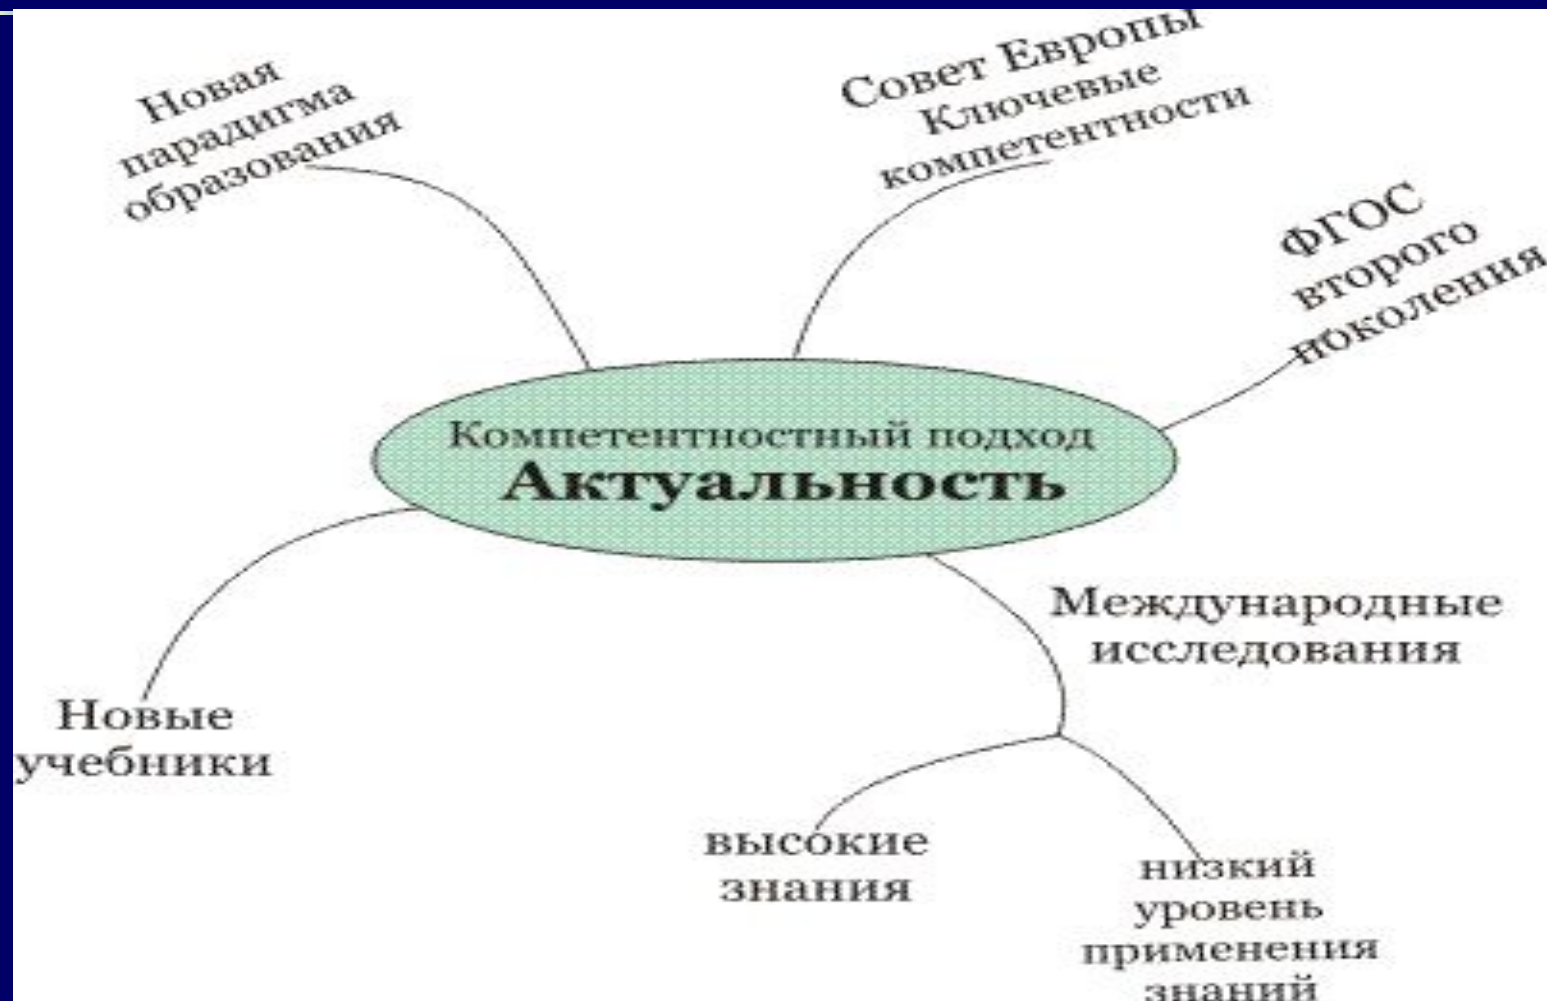 Новая
парадигма
образования
Совет Европы
Ключевые
компетентности
ФГОС
второго
поколения
Компетентностный подход
Актуальность
Международные
исследования
Новые
учебники
высокие
знания
низкий
уровень
применения
знаний